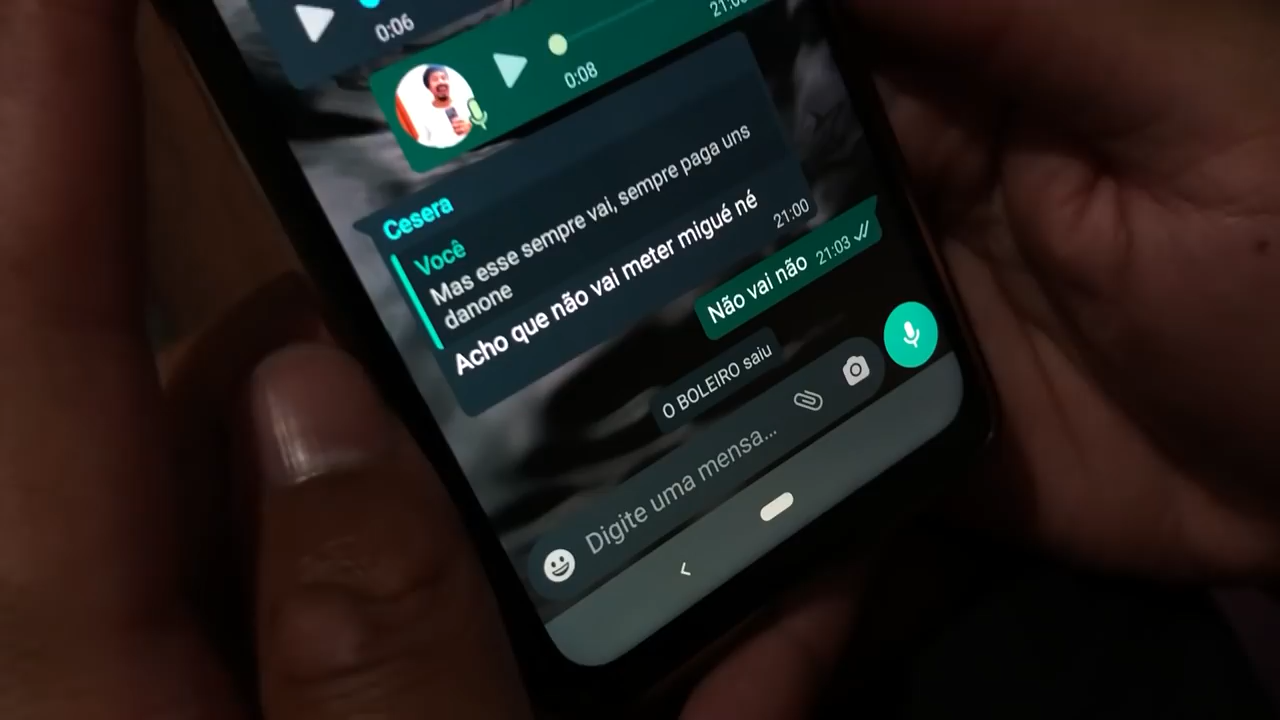 0:06
21:00
0:08
Cesera
Você
Mas esse sempre vai, sempre paga uns
danone
Acho que não vai meter migué né
21:00
Não vai não 21:03
O BOLEIRO saiu
Digite uma mensa...